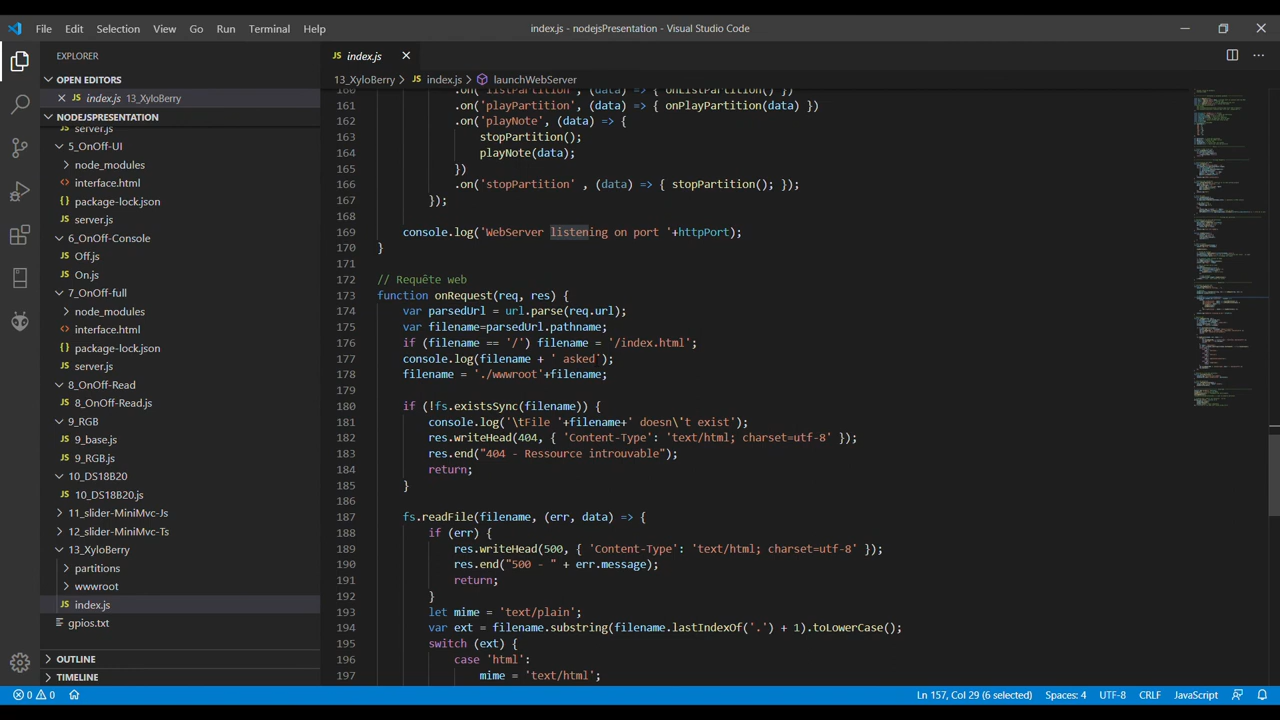 File Edit Selection View Go Run Terminal Help
index.js - nodejsPresentation - Visual Studio Code
EXPLORER
OPEN EDITORS
index.js 13_XyloBerry
NODEJSPRESENTATION
server.js
5_OnOff-UI
node_modules
interface.html
package-lock.json
server.js
6_OnOff-Console
Off.js
On.js
7_OnOff-full
node_modules
interface.html
package-lock.json
server.js
8_OnOff-Read
8_OnOff-Read.js
9_RGB
9_base.js
9_RGB.js
10_DS18B20
10_DS18B20.js
11_slider-MiniMvc-Js
12_slider-MiniMvc-Ts
13_XyloBerry
partitions
wwwroot
index.js
gpios.txt
OUTLINE
TIMELINE
index.js
13_XyloBerry > index.js > launchWebServer
160 .on('listPartition', (data) => { onListPartition() })
161 .on('playPartition', (data) => { onPlayPartition(data) })
162 .on('playNote', (data) => {
163 stopPartition();
164 playNote(data);
165 })
166 .on('stopPartition' , (data) => { stopPartition(); });
167 });
168
169 console.log('WebServer listening on port '+httpPort);
170 }
171
172 // Requête web
173 function onRequest(req, res) {
174 var parsedUrl = url.parse(req.url);
175 var filename=parsedUrl.pathname;
176 if (filename == '/') filename = '/index.html';
177 console.log(filename + ' asked');
178 filename = './wwwroot'+filename;
179
180 if (!fs.existsSync(filename)) {
181 console.log('\tFile '+filename+' doesn\'t exist');
182 res.writeHead(404, { 'Content-Type': 'text/html; charset=utf-8' });
183 res.end("404 - Ressource introuvable");
184 return;
185 }
186
187 fs.readFile(filename, (err, data) => {
188 if (err) {
189 res.writeHead(500, { 'Content-Type': 'text/html; charset=utf-8' });
190 res.end("500 - " + err.message);
191 return;
192 }
193 let mime = 'text/plain';
194 var ext = filename.substring(filename.lastIndexOf('.') + 1).toLowerCase();
195 switch (ext) {
196 case 'html':
197 mime = 'text/html';
0 0 Ln 157, Col 29 (6 selected) Spaces: 4 UTF-8 CRLF JavaScript